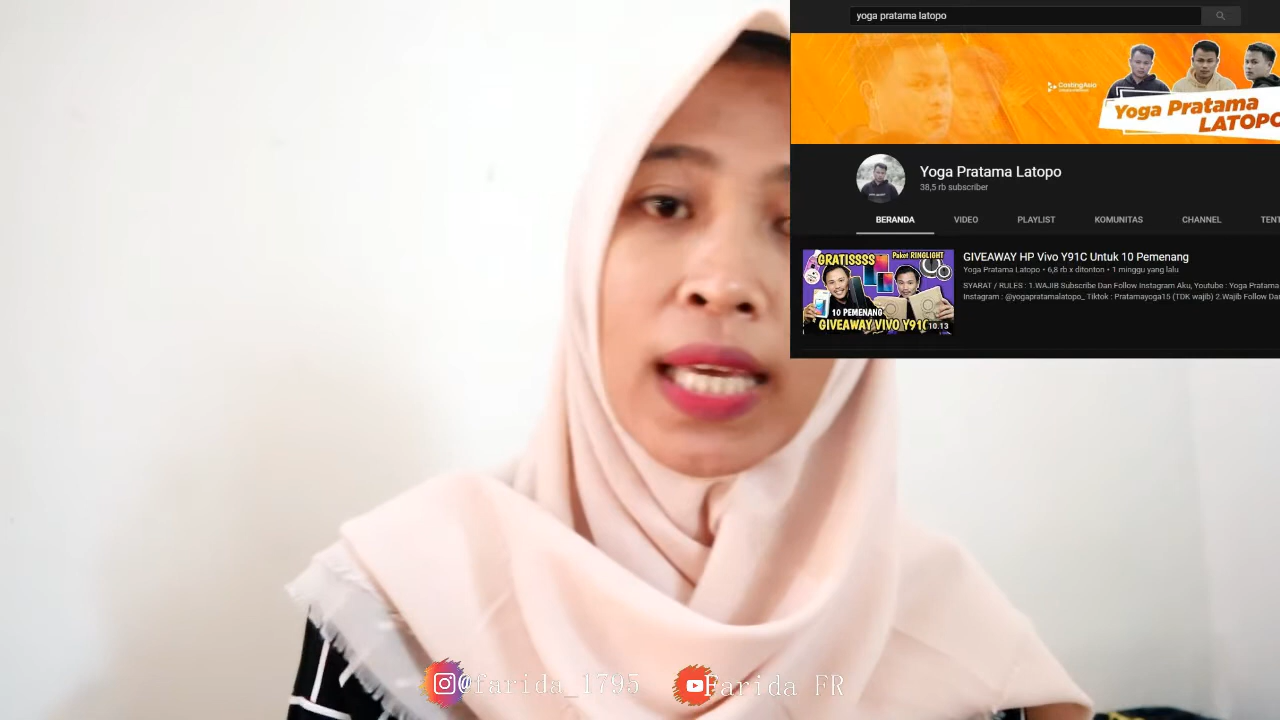 yoga pratama latopo
Yoga Pratama
LATOPO
Yoga Pratama Latopo
38,5 rb subscriber
BERANDA
VIDEO
PLAYLIST
KOMUNITAS
CHANNEL
TENT
GRATISSSS
Paket RINGLIGHT
10 PEMENANG
GIVEAWAY VIVO Y91C
10.13
GIVEAWAY HP Vivo Y91C Untuk 10 Pemenang
Yoga Pratama Latopo • 6,8 rb x ditonton • 1 minggu yang lalu
SYARAT / RULES : 1.WAJIB Subscribe Dan Follow Instagram Aku, Youtube : Yoga Pratama
Instagram : @yogapratamalatopo_ Tiktok : Pratamayoga15 (TDK wajib) 2.Wajib Follow Dan
@farida_1795
Farida FR